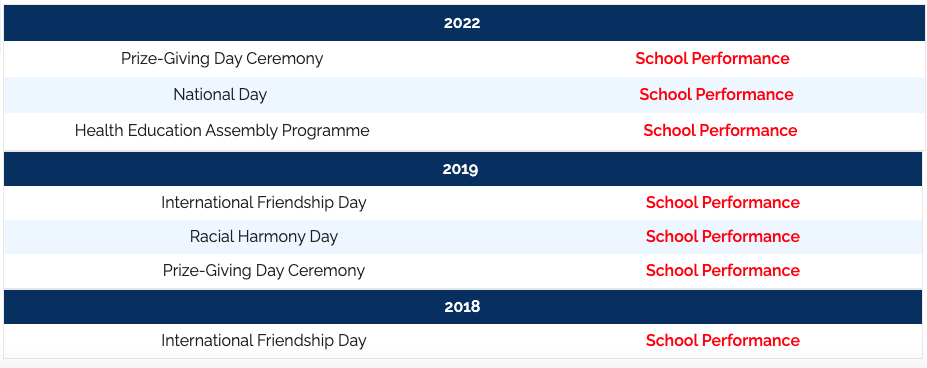 2022
Prize-Giving Day Ceremony School Performance
National Day School Performance
Health Education Assembly Programme School Performance
2019
International Friendship Day School Performance
Racial Harmony Day School Performance
Prize-Giving Day Ceremony School Performance
2018
International Friendship Day School Performance